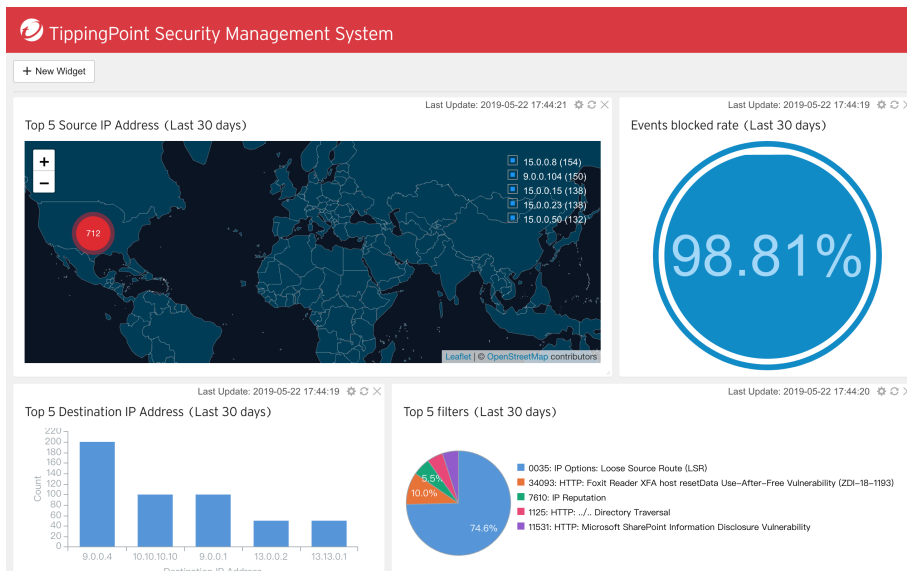 TippingPoint Security Management System
+ New Widget
Last Update: 2019-05-22 17:44:21
Top 5 Source IP Address (Last 30 days)
+
−
712
15.0.0.8 (154)
9.0.0.104 (150)
15.0.0.15 (138)
15.0.0.23 (138)
15.0.0.50 (132)
Leaflet | © OpenStreetMap contributors
Last Update: 2019-05-22 17:44:19
Events blocked rate (Last 30 days)
98.81%
Last Update: 2019-05-22 17:44:19
Top 5 Destination IP Address (Last 30 days)
Count
220
200
180
160
140
120
100
80
60
40
20
0
9.0.0.4
10.10.10.10
9.0.0.1
13.0.0.2
13.13.0.1
Destination IP Address
Last Update: 2019-05-22 17:44:20
Top 5 filters (Last 30 days)
5.5%
10.0%
74.6%
0035: IP Options: Loose Source Route (LSR)
34093: HTTP: Foxit Reader XFA host resetData Use-After-Free Vulnerability (ZDI-18-1193)
7610: IP Reputation
1125: HTTP: ../.. Directory Traversal
11531: HTTP: Microsoft SharePoint Information Disclosure Vulnerability